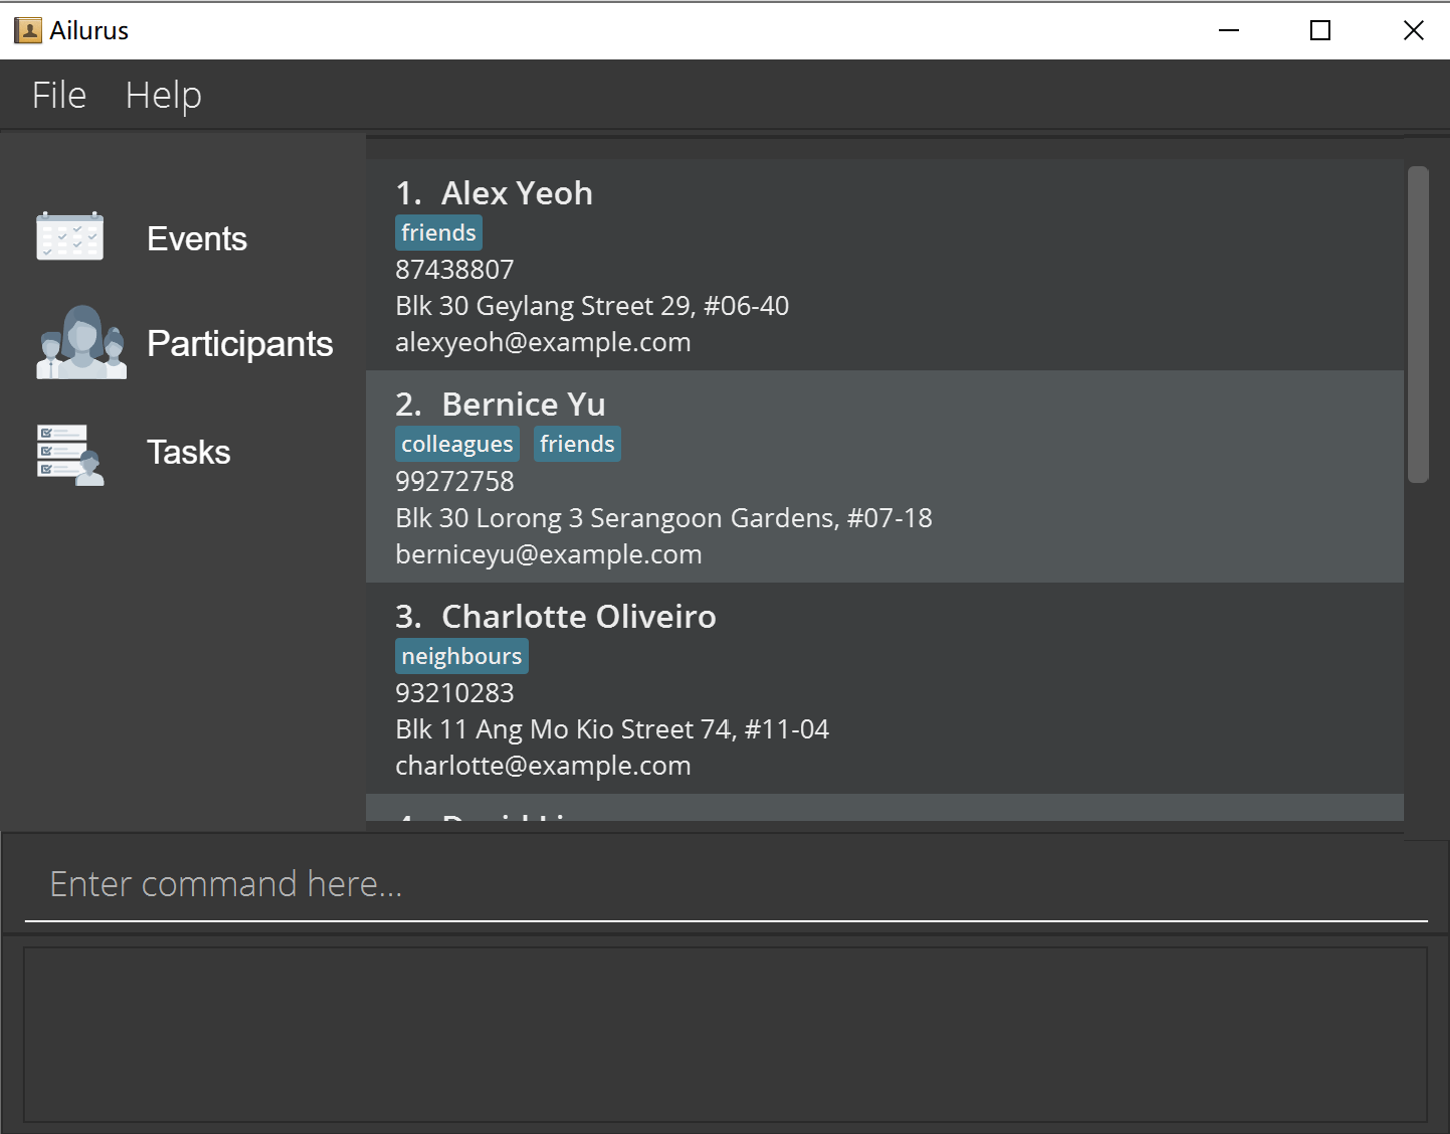 Ailurus
File Help
Events
Participants
Tasks
1. Alex Yeoh
friends
87438807
Blk 30 Geylang Street 29, #06-40
alexyeoh@example.com
2. Bernice Yu
colleagues friends
99272758
Blk 30 Lorong 3 Serangoon Gardens, #07-18
berniceyu@example.com
3. Charlotte Oliveiro
neighbours
93210283
Blk 11 Ang Mo Kio Street 74, #11-04
charlotte@example.com
4. David Li
Enter command here...